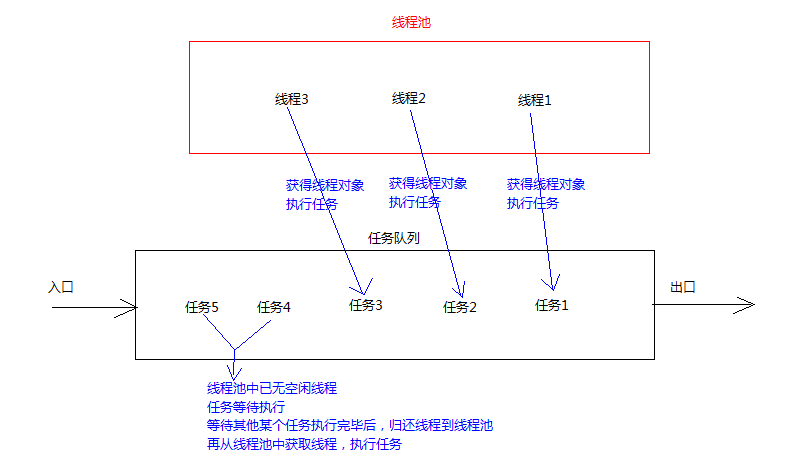 线程池
线程3
线程2
线程1
获得线程对象
执行任务
获得线程对象
执行任务
获得线程对象
执行任务
任务队列
入口
出口
任务5
任务4
任务3
任务2
任务1
线程池中已无空闲线程
任务等待执行
等待其他某个任务执行完毕后，归还线程到线程池
再从线程池中获取线程，执行任务